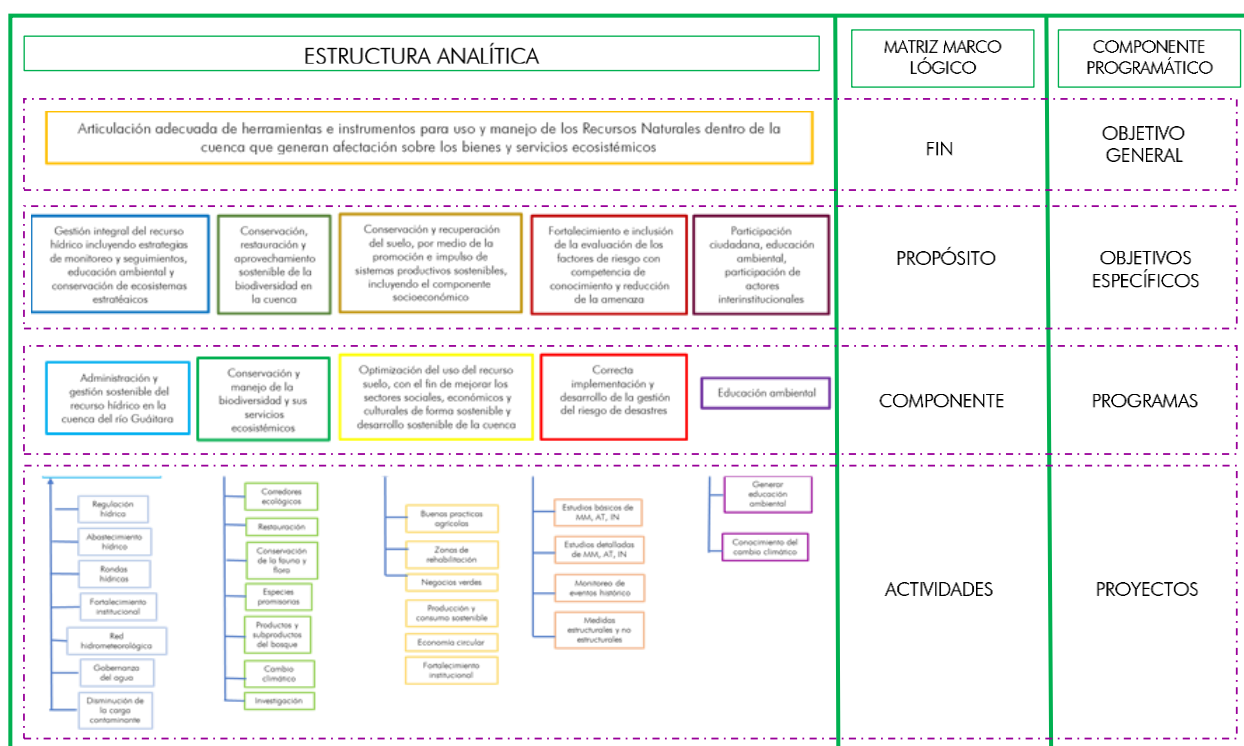 ESTRUCTURA ANALÍTICA
MATRIZ MARCO
LÓGICO
COMPONENTE
PROGRAMÁTICO
Articulación adecuada de herramientas e instrumentos para uso y manejo de los Recursos Naturales dentro de la
cuenca que generan afectación sobre los bienes y servicios ecosistémicos
FIN
OBJETIVO
GENERAL
Gestión integral del recurso
hídrico incluyendo estrategias
de monitoreo y seguimientos,
educación ambiental y
conservación de ecosistemas
estratégicos
Conservación,
restauración y
aprovechamiento
sostenible de la
biodiversidad en
la cuenca
Conservación y recuperación
del suelo, por medio de la
promoción e impulso de
sistemas productivos sostenibles,
incluyendo el componente
socioeconómico
Fortalecimiento e inclusión
de la evaluación de los
factores de riesgo con
competencia de
conocimiento y reducción
de la amenaza
Participación
ciudadana, educación
ambiental,
participación de
actores
interinstitucionales
PROPÓSITO
OBJETIVOS
ESPECÍFICOS
Administración y
gestión sostenible del
recurso hídrico en la
cuenca del río Guáitara
Conservación y
manejo de la
biodiversidad y sus
servicios
ecosistémicos
Optimización del uso del recurso
suelo, con el fin de mejorar los
sectores sociales, económicos y
culturales de forma sostenible y
desarrollo sostenible de la cuenca
Correcta
implementación y
desarrollo de la gestión
del riesgo de desastres
Educación ambiental
COMPONENTE
PROGRAMAS
Regulación
hídrica
Abastecimiento
hídrico
Rondas
hídricas
Fortalecimiento
institucional
Red
hidrometeorológica
Gobernanza
del agua
Disminución de
la carga
contaminante
Corredores
ecológicos
Restauración
Conservación
de la fauna y
flora
Especies
promisorias
Productos y
subproductos
del bosque
Cambio
climático
Investigación
Buenas practicas
agrícolas
Zonas de
rehabilitación
Negocios verdes
Producción y
consumo sostenible
Economía circular
Fortalecimiento
institucional
Estudios básicos de
MM, AT, IN
Estudios detallados
de MM, AT, IN
Monitoreo de
eventos histórico
Medidas
estructurales y no
estructurales
Generar
educación
ambiental
Conocimiento del
cambio climático
ACTIVIDADES
PROYECTOS